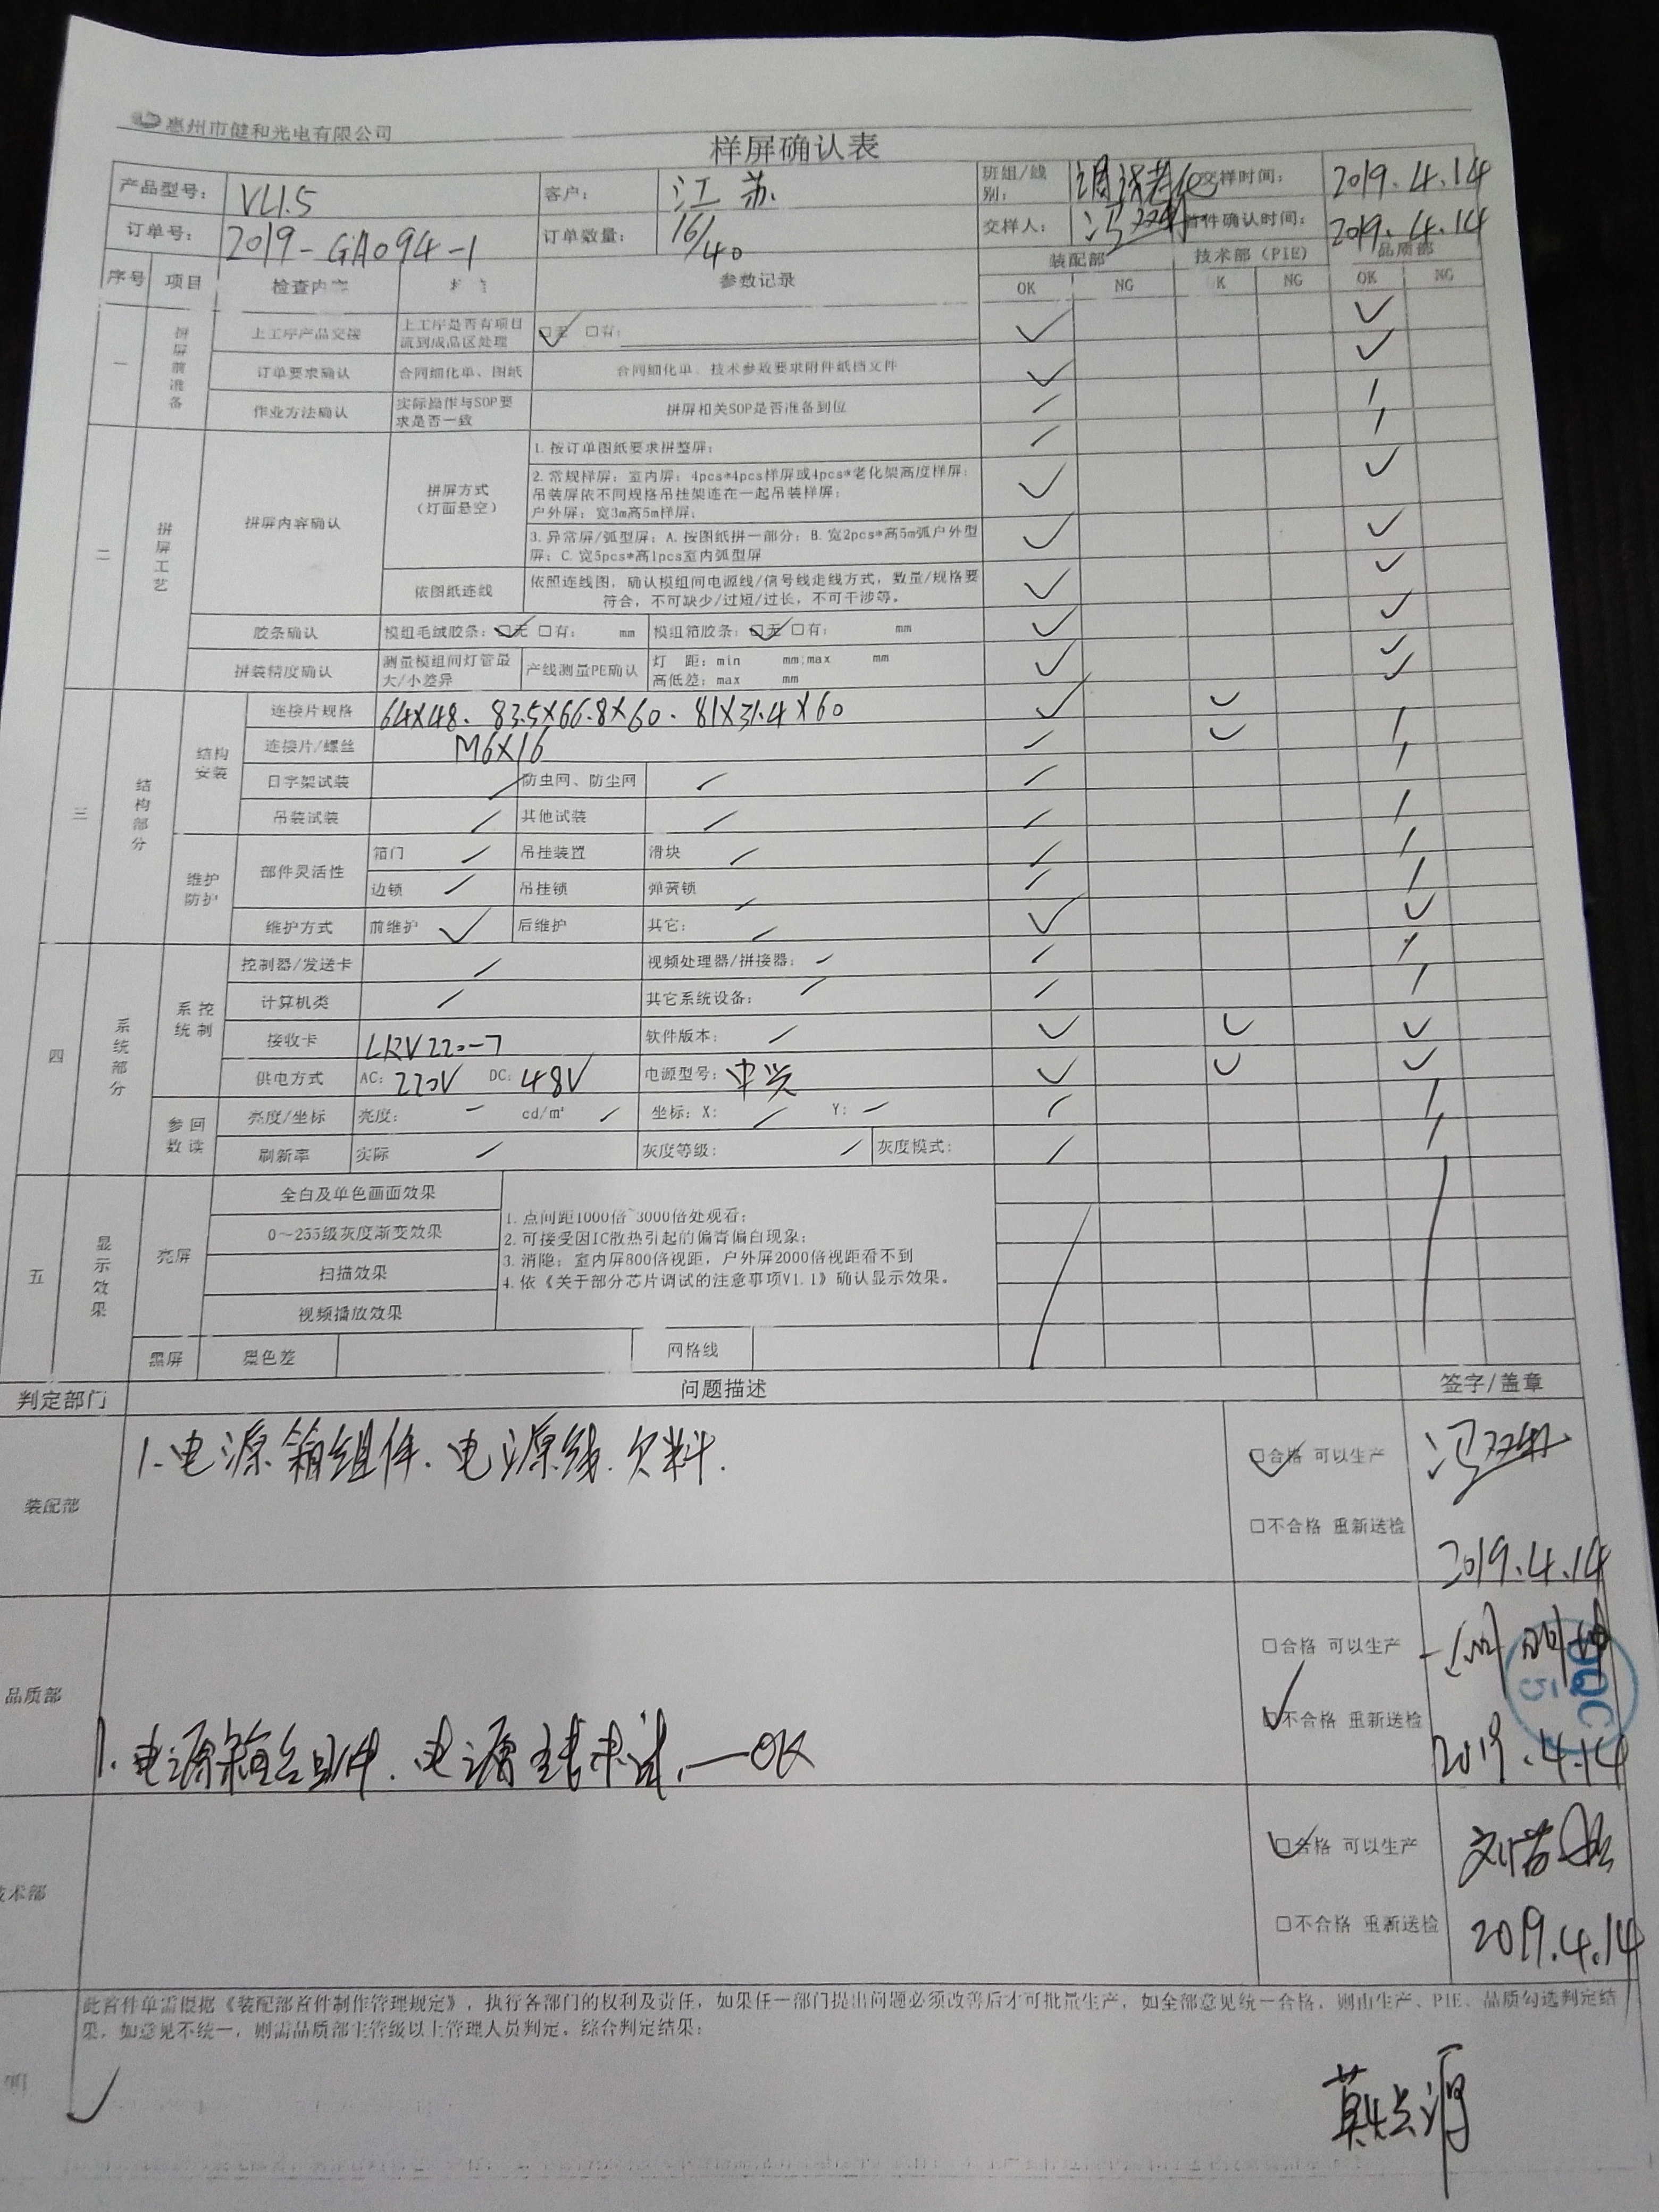 惠州市健和光电有限公司
样屏确认表
产品型号: VL1.5 客户: 江苏 班组/线别: 交样时间: 2019.4.14
订单号: 2019-GA094-1 订单数量: 16/40 交样人: 首件确认时间: 2019.4.14
序号 项目 检查内容 参数记录 装配部 技术部(PIE) 品质部
OK NG K NG OK NG
一 拼屏前准备 上工序产品交接 上工序是否有项目流到成品区处理 □无 □有:
订单要求确认 合同细化单、图纸 合同细化单、技术参数要求附件纸档文件
作业方法确认 实际操作与SOP要求是否一致 拼屏相关SOP是否准备到位
二 拼屏工艺 拼屏内容确认 拼屏方式(灯面悬空) 1. 按订单图纸要求拼整屏;
2. 常规样屏: 室内屏: 4pcs*4pcs样屏或4pcs*老化架高度样屏;
吊装屏依不同规格吊挂架连在一起吊装样屏;
户外屏: 宽3m高5m样屏;
3. 异常屏/弧型屏: A. 按图纸拼一部分; B. 宽2pcs*高5m弧户外型
屏; C. 宽5pcs*高1pcs室内弧型屏
依图纸连线 依照连线图, 确认模组间电源线/信号线走线方式, 数量/规格要
符合, 不可缺少/过短/过长, 不可干涉等。
胶条确认 模组毛绒胶条: □无 □有: mm 模组箱胶条: □无 □有: mm
拼装精度确认 测量模组间灯管最大/小差异 产线测量PE确认 灯 距: min mm;max mm
高低差: max mm
三 结构部分 结构安装 连接片规格 64X48. 83.5X66.8X60. 81X31.4X60
连接片/螺丝 M6X16
日字架试装 防虫网、防尘网
吊装试装 其他试装
维护防护 部件灵活性 箱门 吊挂装置 滑块
边锁 吊挂锁 弹簧锁
维护方式 前维护 后维护 其它:
四 系统部分 系统控制 控制器/发送卡 视频处理器/拼接器:
计算机类 其它系统设备:
接收卡 LRV220-7 软件版本:
供电方式 AC: 220V DC: 48V 电源型号: 中兴
参数回读 亮度/坐标 亮度: cd/m² 坐标: X: Y:
刷新率 实际 灰度等级: 灰度模式:
五 显示效果 亮屏 全白及单色画面效果
0～255级灰度渐变效果
扫描效果
视频播放效果
1. 点间距1000倍~3000倍处观看;
2. 可接受因IC散热引起的偏青偏白现象;
3. 消隐: 室内屏800倍视距, 户外屏2000倍视距看不到
4. 依《关于部分芯片调试的注意事项V1.1》确认显示效果。
黑屏 墨色差 网格线
判定部门 问题描述 签字/盖章
装配部 1. 电源箱组件. 电源线. 欠料.
□合格 可以生产
□不合格 重新送检
2019.4.14
品质部
□合格 可以生产
□不合格 重新送检
1. 电源箱组件. 电源线未试. —OK
2019.4.14
技术部
□合格 可以生产
□不合格 重新送检
2019.4.14
此首件单需根据《装配部首件制作管理规定》, 执行各部门的权利及责任, 如果任一部门提出问题必须改善后才可批量生产, 如全部意见统一合格, 则由生产、PIE、品质勾选判定结
果, 如意见不统一, 则需品质部主管级以上管理人员判定。综合判定结果:
明